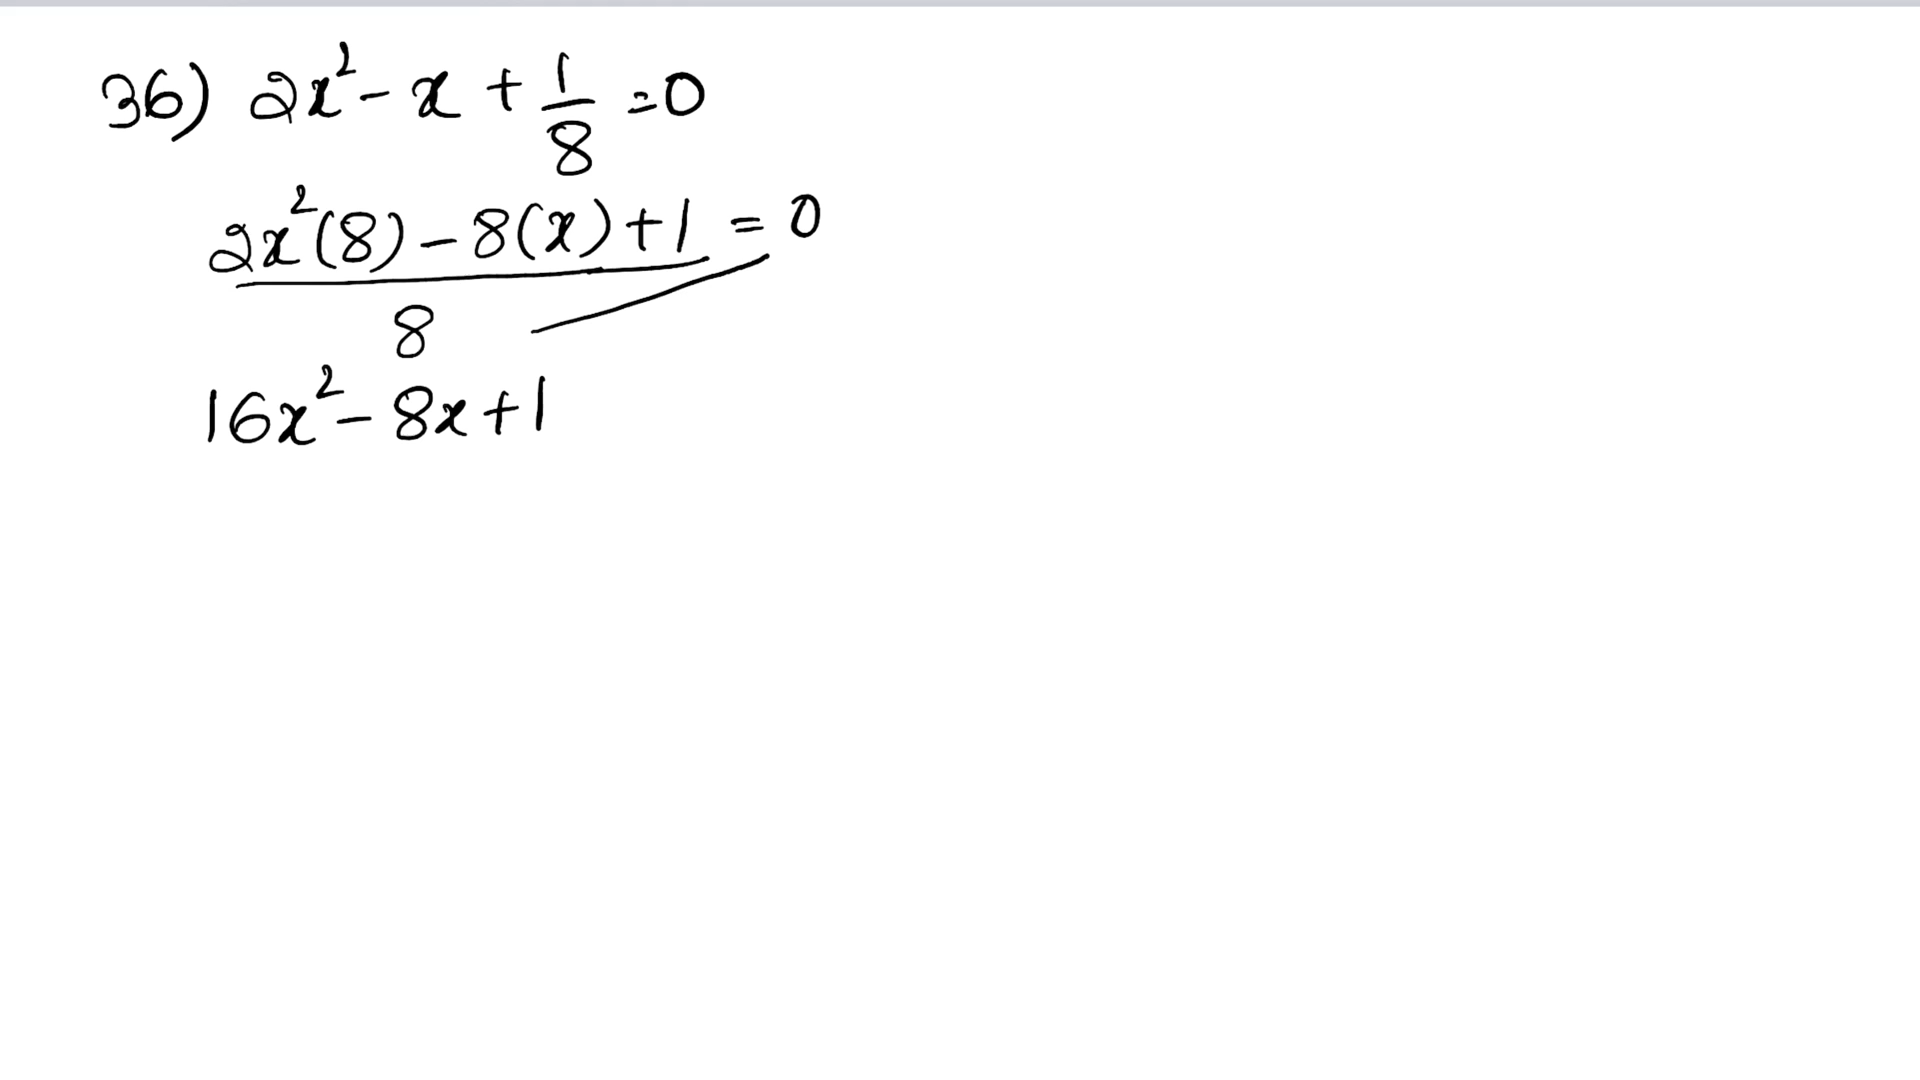 36) 2x² - x + 1/8 = 0
2x²(8) - 8(x) + 1 = 0
8
16x² - 8x + 1